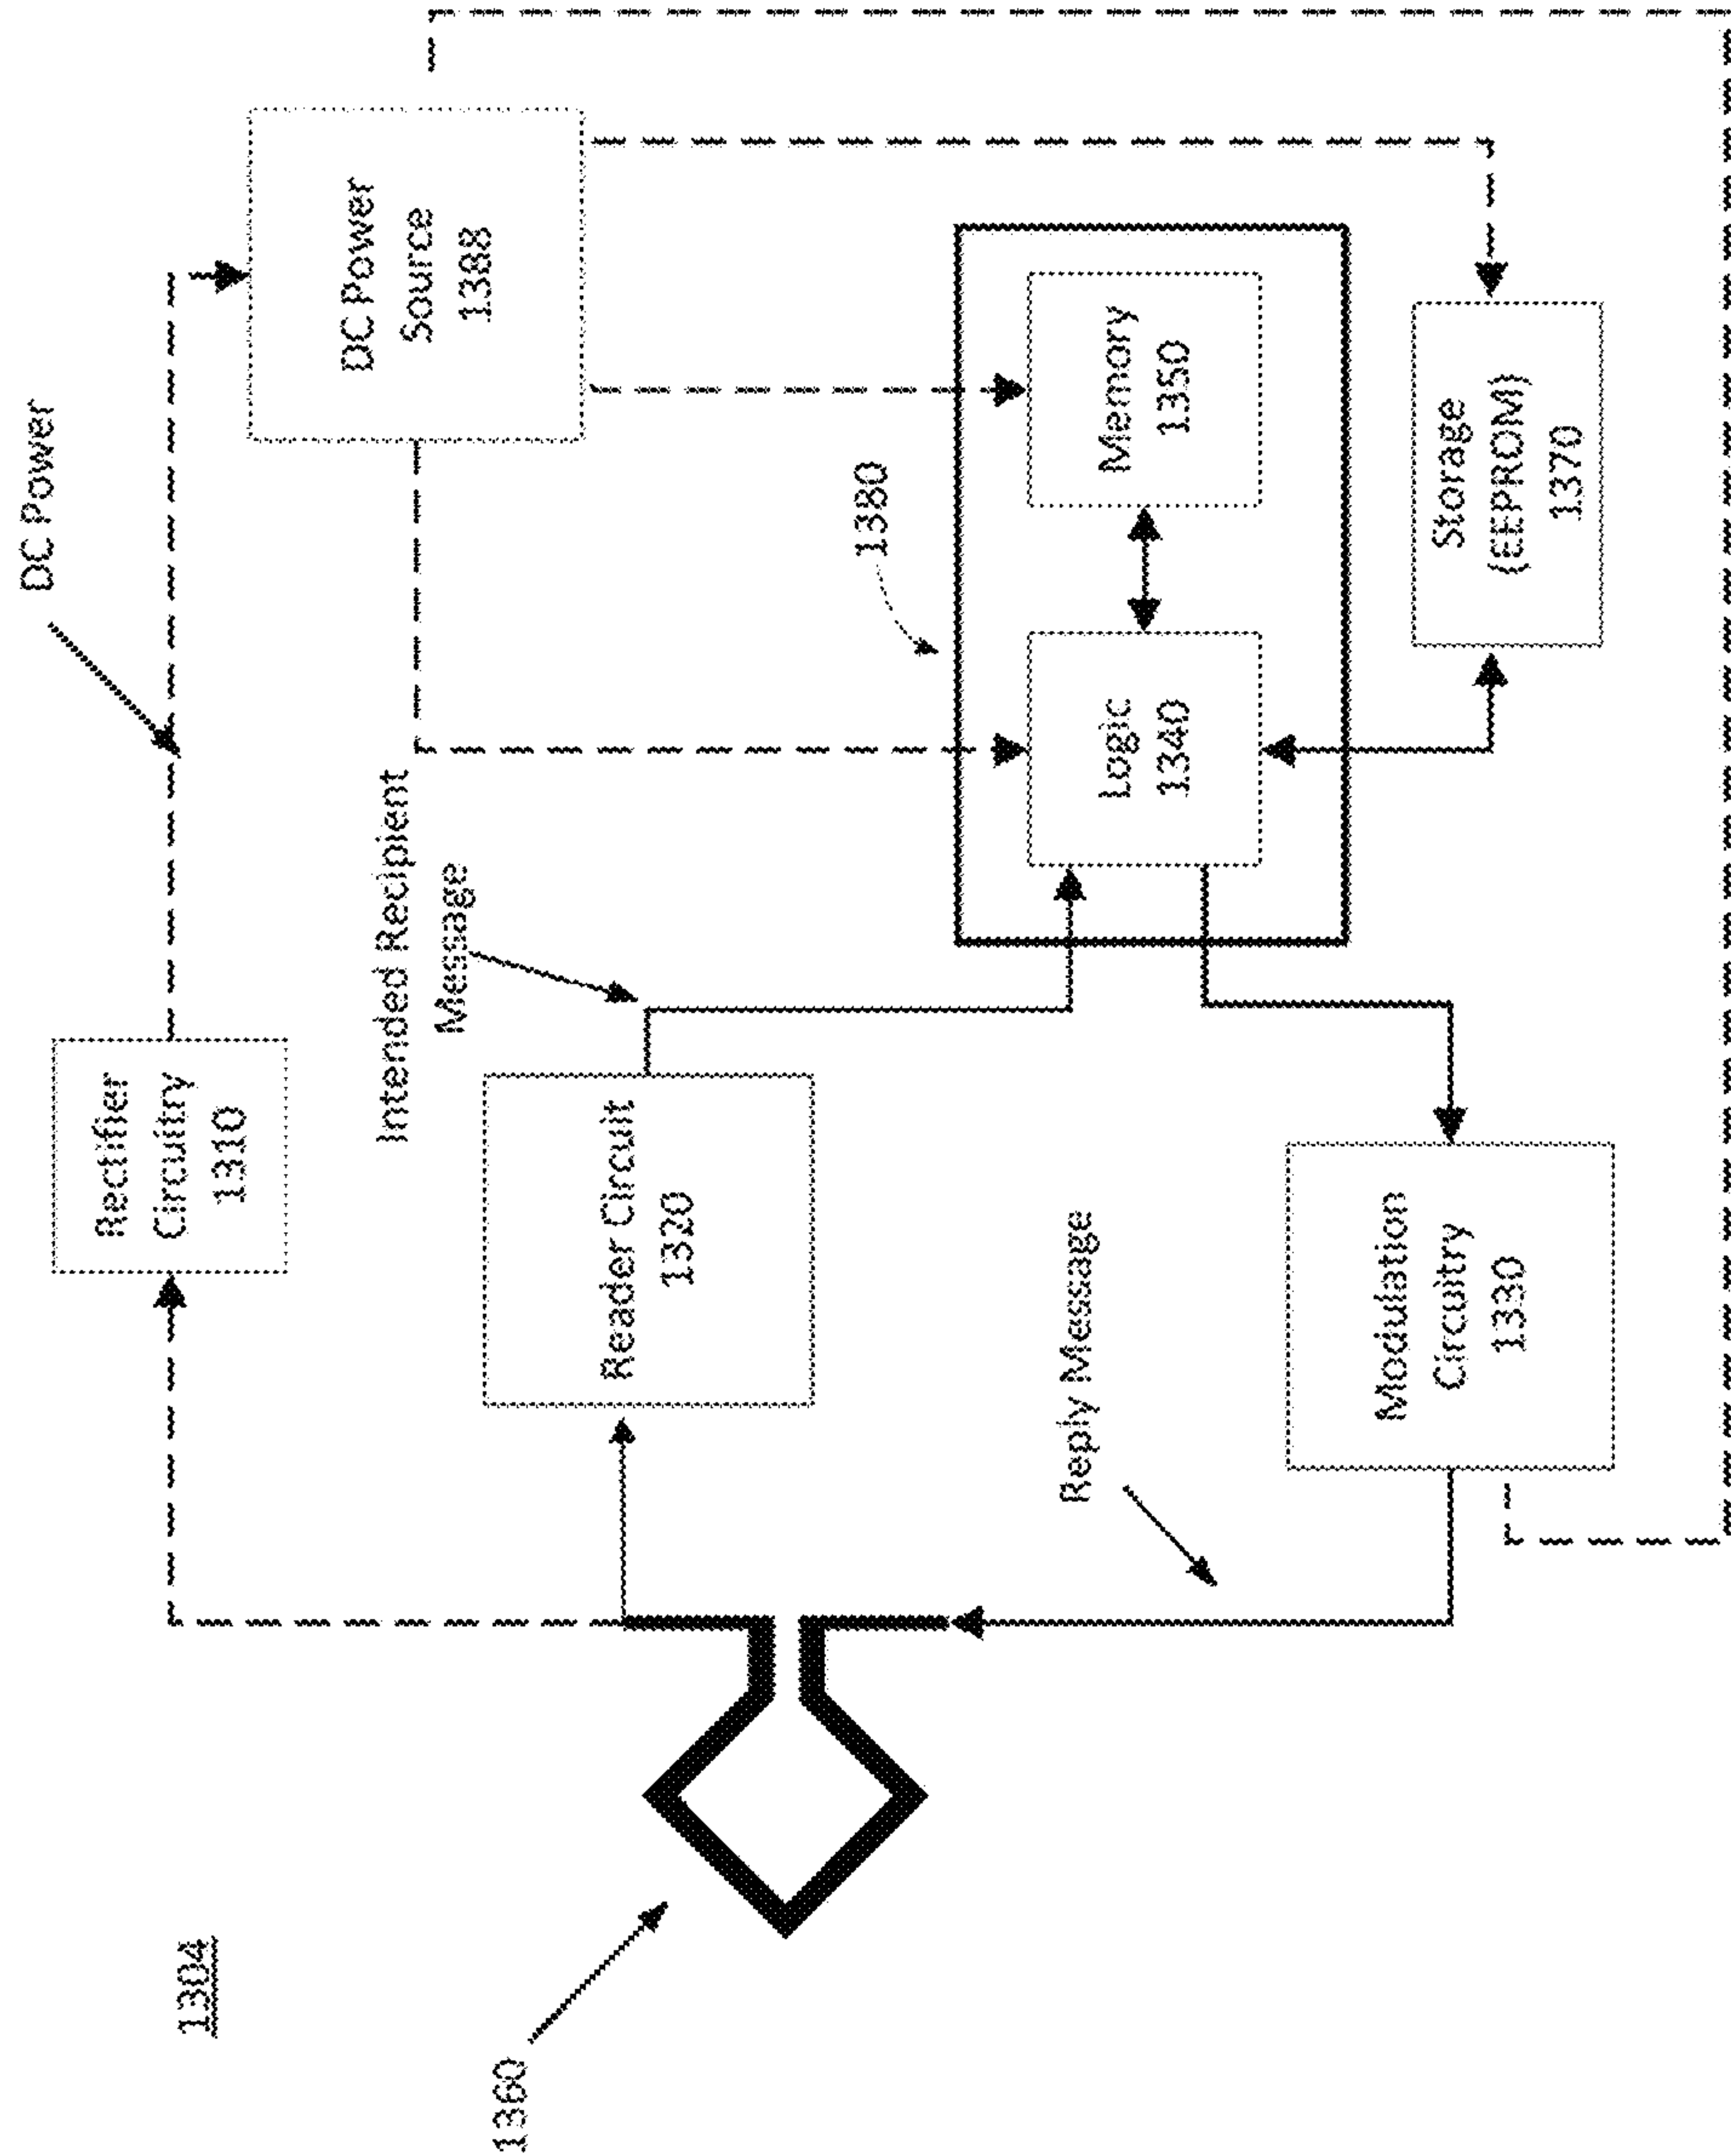 1304
1360
DC Power
Rectifier
Circuitry
1310
DC Power
Source
1388
Intended Recipient
Message
Reader Circuit
1320
1380
Logic
1340
Memory
1350
Reply Message
Modulation
Circuitry
1330
Storage
(EEPROM)
1370